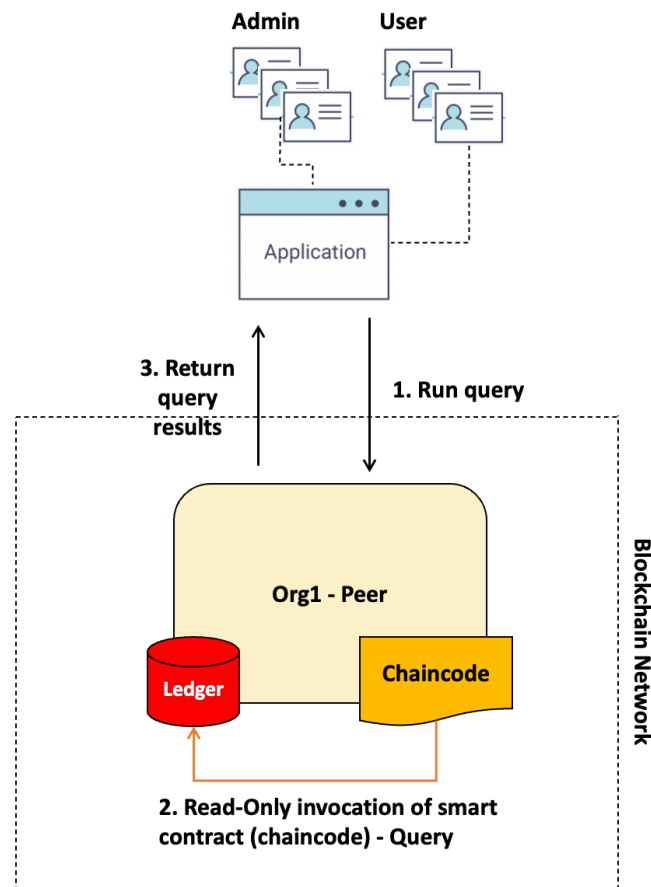 Admin
User
Application
3. Return
query
results
1. Run query
Org1 - Peer
Ledger
Chaincode
2. Read-Only invocation of smart
contract (chaincode) - Query
Blockchain Network